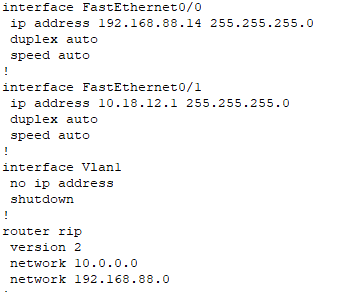 interface FastEthernet0/0
 ip address 192.168.88.14 255.255.255.0
 duplex auto
 speed auto
!
interface FastEthernet0/1
 ip address 10.18.12.1 255.255.255.0
 duplex auto
 speed auto
!
interface Vlan1
 no ip address
 shutdown
!
router rip
 version 2
 network 10.0.0.0
 network 192.168.88.0